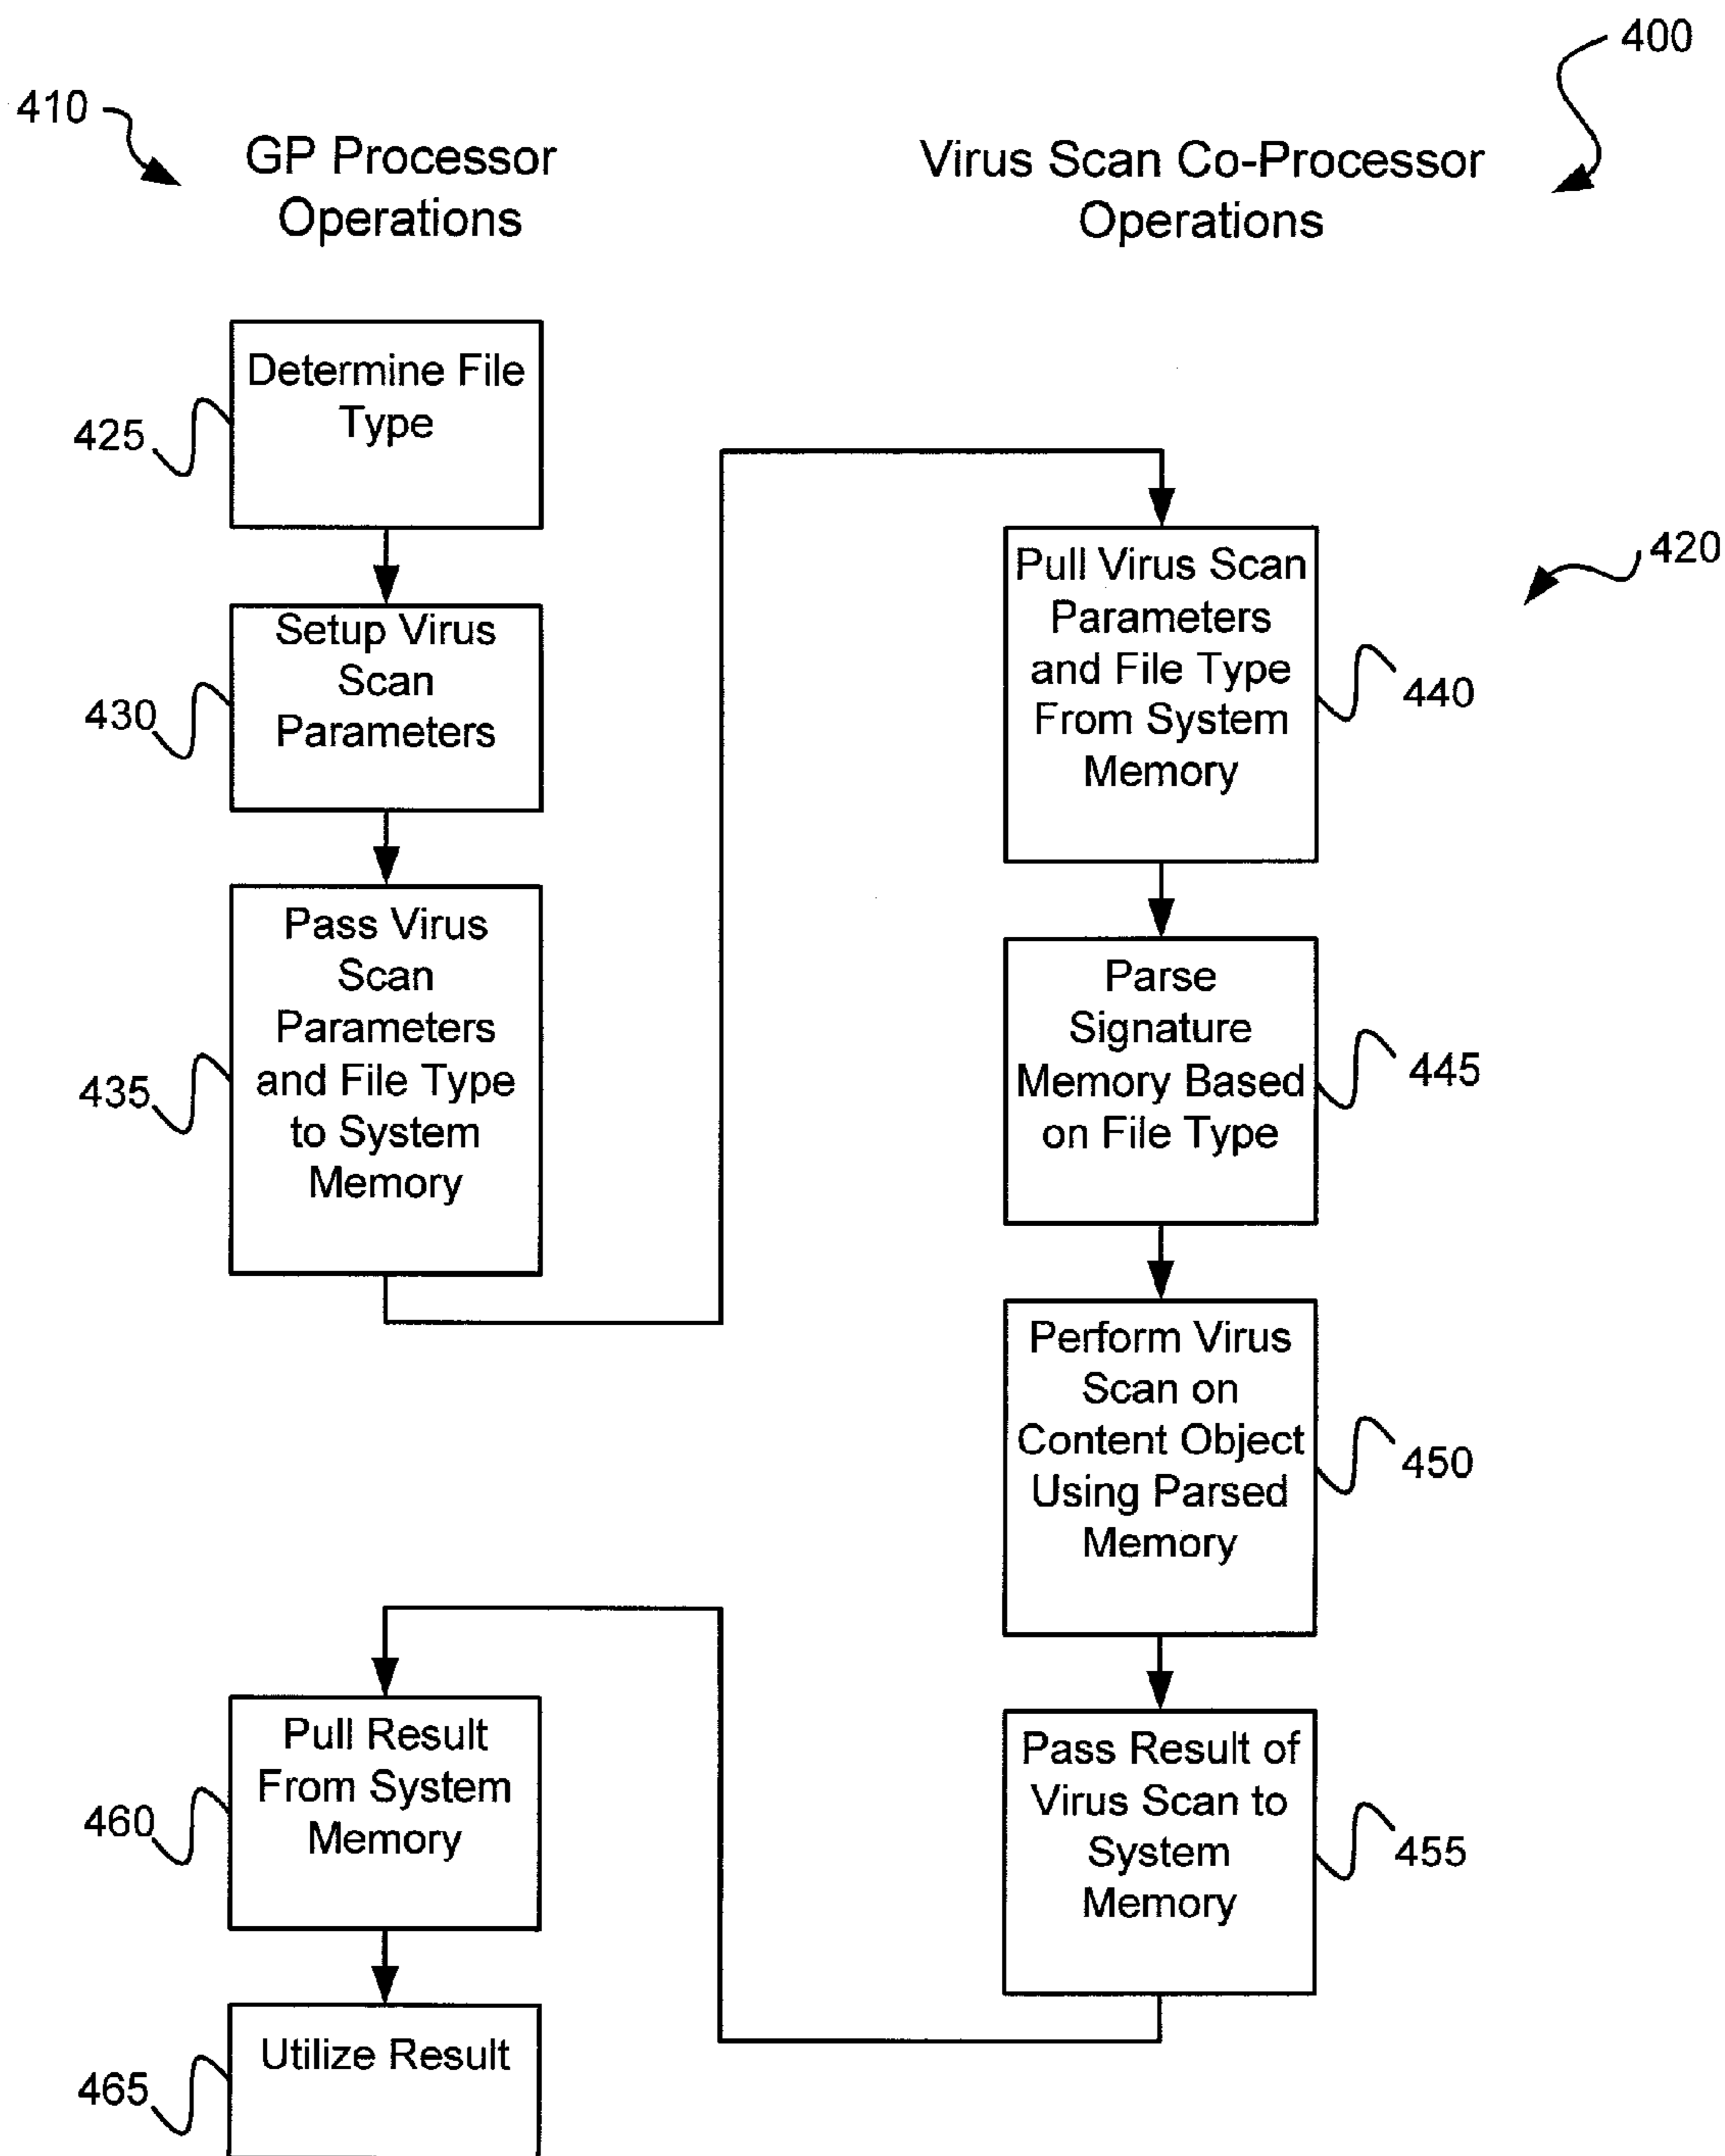 400
410
GP Processor
Operations
Virus Scan Co-Processor
Operations
Determine File
Type
425
Setup Virus
Scan
Parameters
430
Pass Virus
Scan
Parameters
and File Type
to System
Memory
435
420
Pull Virus Scan
Parameters
and File Type
From System
Memory
440
Parse
Signature
Memory Based
on File Type
445
Perform Virus
Scan on
Content Object
Using Parsed
Memory
450
Pass Result of
Virus Scan to
System
Memory
455
Pull Result
From System
Memory
460
Utilize Result
465